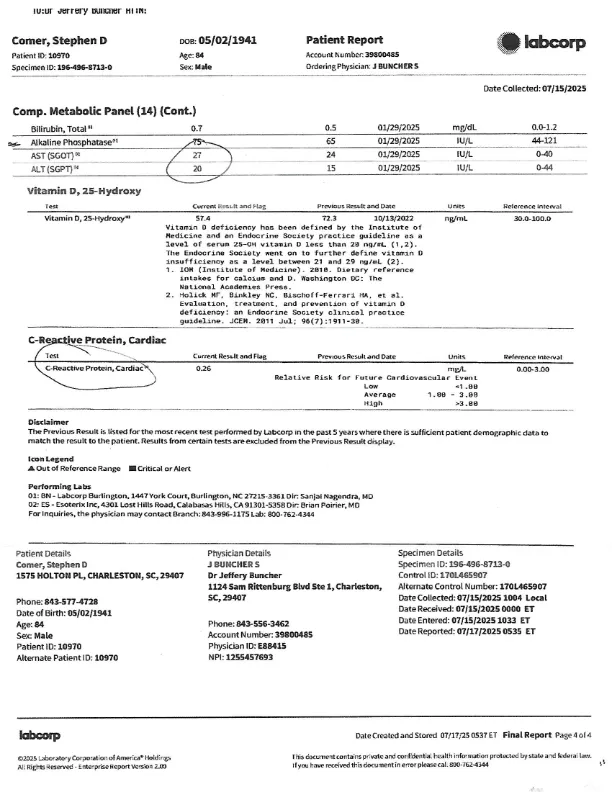 TO:Dr Jeffery Buncher ATTN:
Comer, Stephen D
Patient ID: 10970
Specimen ID: 196-496-8713-0
DOB: 05/02/1941
Age: 84
Sex: Male
Patient Report
Account Number: 39800485
Ordering Physician: J BUNCHER S
labcorp
Date Collected: 07/15/2025
Comp. Metabolic Panel (14) (Cont.)
Bilirubin, Total 01 0.7 0.5 01/29/2025 mg/dL 0.0-1.2
Alkaline Phosphatase 01 75 65 01/29/2025 IU/L 44-121
AST (SGOT) 01 27 24 01/29/2025 IU/L 0-40
ALT (SGPT) 01 20 15 01/29/2025 IU/L 0-44
Vitamin D, 25-Hydroxy
Test Current Result and Flag Previous Result and Date Units Reference Interval
Vitamin D, 25-Hydroxy 57.4 72.3 10/13/2022 ng/mL 30.0-100.0
Vitamin D deficiency has been defined by the Institute of
Medicine and an Endocrine Society practice guideline as a
level of serum 25-OH vitamin D less than 20 ng/mL (1,2).
The Endocrine Society went on to further define vitamin D
insufficiency as a level between 21 and 29 ng/mL (2).
1. IOM (Institute of Medicine). 2010. Dietary reference
intakes for calcium and D. Washington DC: The
National Academies Press.
2. Holick MF, Binkley NC, Bischoff-Ferrari HA, et al.
Evaluation, treatment, and prevention of vitamin D
deficiency: an Endocrine Society clinical practice
guideline. JCEM. 2011 Jul; 96(7):1911-30.
C-Reactive Protein, Cardiac
Test Current Result and Flag Previous Result and Date Units Reference Interval
C-Reactive Protein, Cardiac 0.26 mg/L 0.00-3.00
Relative Risk for Future Cardiovascular Event
Low <1.00
Average 1.00 - 3.00
High >3.00
Disclaimer
The Previous Result is listed for the most recent test performed by Labcorp in the past 5 years where there is sufficient patient demographic data to
match the result to the patient. Results from certain tests are excluded from the Previous Result display.
Icon Legend
▲ Out of Reference Range ■ Critical or Alert
Performing Labs
01: BN - Labcorp Burlington, 1447 York Court, Burlington, NC 27215-3361 Dir: Sanjai Nagendra, MD
02: ES - Esoterix Inc, 4301 Lost Hills Road, Calabasas Hills, CA 91301-5358 Dir: Brian Poirier, MD
For Inquiries, the physician may contact Branch: 843-996-1175 Lab: 800-762-4344
Patient Details
Comer, Stephen D
1575 HOLTON PL, CHARLESTON, SC, 29407
Phone: 843-577-4728
Date of Birth: 05/02/1941
Age: 84
Sex: Male
Patient ID: 10970
Alternate Patient ID: 10970
Physician Details
J BUNCHER S
Dr Jeffery Buncher
1124 Sam Rittenburg Blvd Ste 1, Charleston,
SC, 29407
Phone: 843-556-3462
Account Number: 39800485
Physician ID: E88415
NPI: 1255457693
Specimen Details
Specimen ID: 196-496-8713-0
Control ID: 170L465907
Alternate Control Number: 170L465907
Date Collected: 07/15/2025 1004 Local
Date Received: 07/15/2025 0000 ET
Date Entered: 07/15/2025 1033 ET
Date Reported: 07/17/2025 0535 ET
labcorp
Date Created and Stored 07/17/25 0537 ET Final Report Page 4 of 4
©2025 Laboratory Corporation of America® Holdings
All Rights Reserved - Enterprise Report Version 2.00
This document contains private and confidential health information protected by state and federal law.
If you have received this document in error please call 800-762-4344